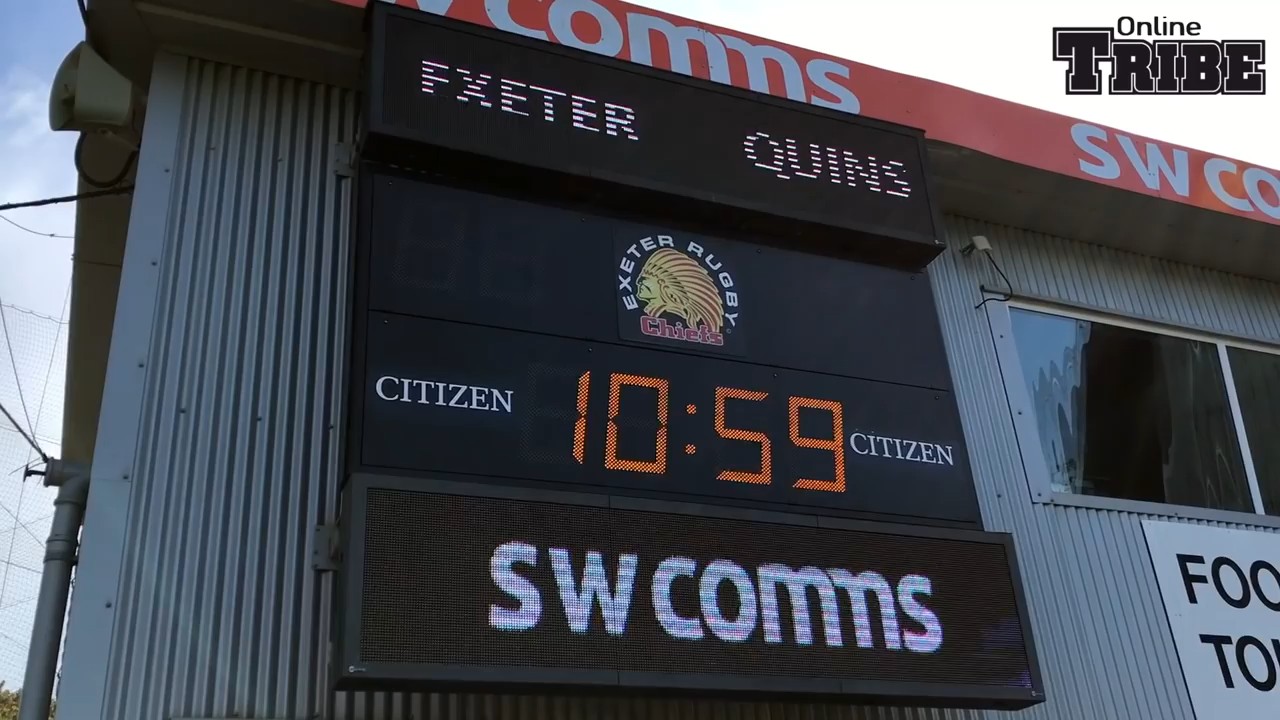 Online
TRIBE
SW comms
SW CO
EXETER QUINS
EXETER RUGBY
Chiefs
CITIZEN 10:59 CITIZEN
SW comms
FOO
TO